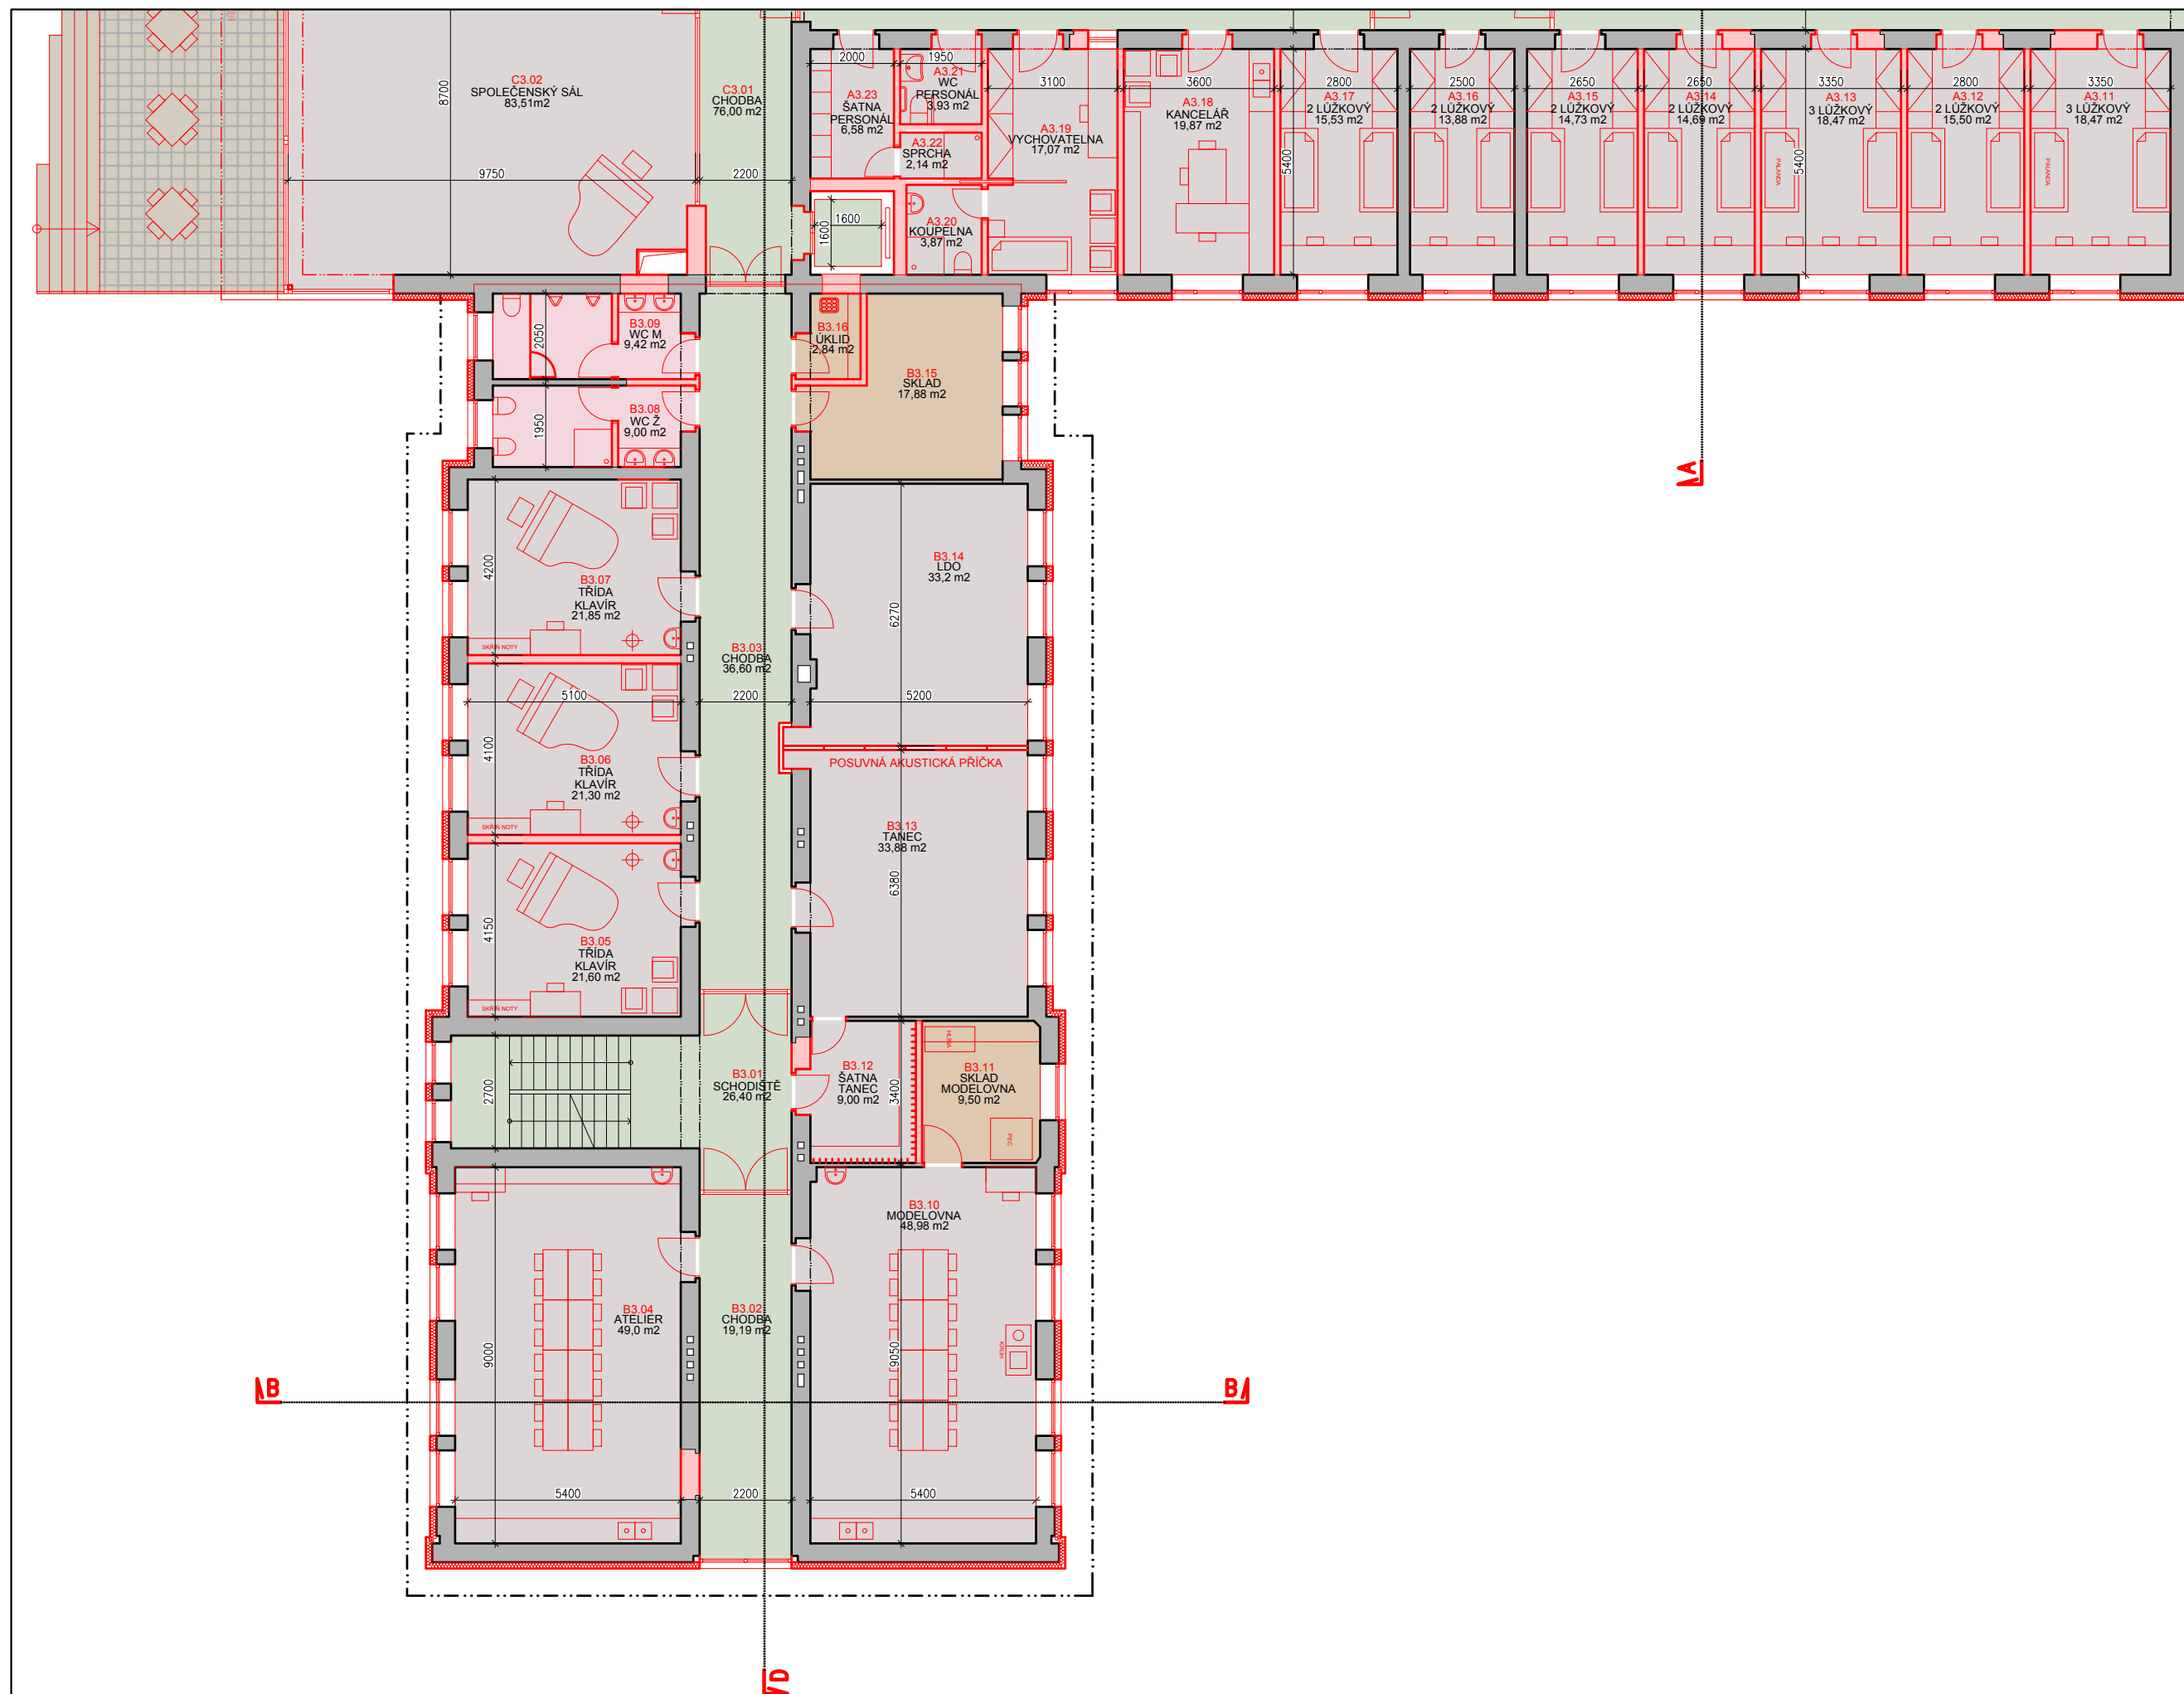 C3.02
SPOLEČENSKÝ SÁL
83,51m2
8700
9750
C3.01
CHODBA
76,00 m2
2200
2000
1950
A3.23
ŠATNA
PERSONÁL
6,58 m2
A3.21
WC
PERSONÁL
3,93 m2
A3.22
SPRCHA
2,14 m2
1600
1600
A3.20
KOUPELNA
3,87 m2
3100
A3.19
VYCHOVATELNA
17,07 m2
3600
A3.18
KANCELÁŘ
19,87 m2
5400
2800
A3.17
2 LŮŽKOVÝ
15,53 m2
2500
A3.16
2 LŮŽKOVÝ
13,88 m2
2650
A3.15
2 LŮŽKOVÝ
14,73 m2
2650
A3.14
2 LŮŽKOVÝ
14,69 m2
3350
A3.13
3 LŮŽKOVÝ
18,47 m2
PALANDA
5400
2800
A3.12
2 LŮŽKOVÝ
15,50 m2
3350
A3.11
3 LŮŽKOVÝ
18,47 m2
PALANDA
2050
B3.09
WC M
9,42 m2
1950
B3.08
WC Ž
9,00 m2
B3.16
ÚKLID
2,84 m2
B3.15
SKLAD
17,88 m2
A
4200
B3.07
TŘÍDA
KLAVÍR
21,85 m2
SKŘÍŇ NOTY
B3.14
LDO
33,2 m2
6270
B3.03
CHODBA
36,60 m2
5100
2200
5200
4100
B3.06
TŘÍDA
KLAVÍR
21,30 m2
SKŘÍŇ NOTY
POSUVNÁ AKUSTICKÁ PŘÍČKA
B3.13
TANEC
33,88 m2
6380
4150
B3.05
TŘÍDA
KLAVÍR
21,60 m2
SKŘÍŇ NOTY
2700
B3.01
SCHODIŠTĚ
26,40 m2
B3.12
ŠATNA
TANEC
9,00 m2
3400
HLÍNA
B3.11
SKLAD
MODELOVNA
9,50 m2
PEC
B3.10
MODELOVNA
48,98 m2
B3.04
ATELIER
49,0 m2
9000
B3.02
CHODBA
19,19 m2
9050
KRUH
B
B
5400
2200
5400
D